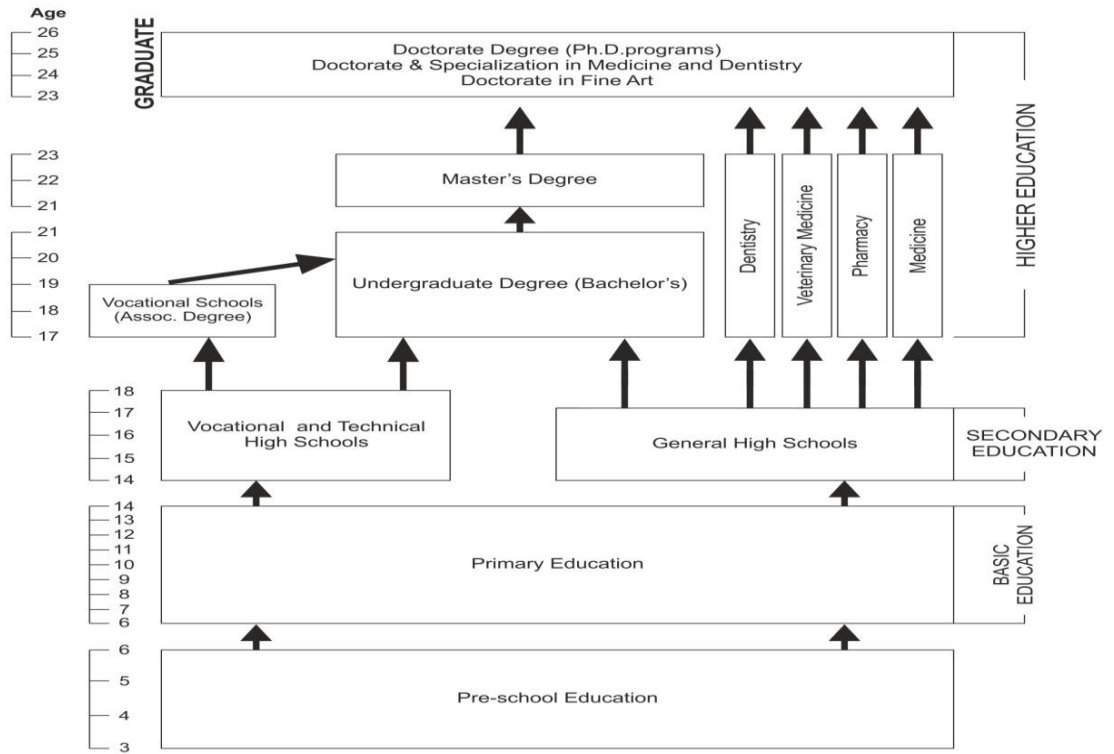 Age
26
25
24
23
GRADUATE
Doctorate Degree (Ph.D.programs)
Doctorate & Specialization in Medicine and Dentistry
Doctorate in Fine Art
HIGHER EDUCATION
23
22
21
Master's Degree
21
20
19
18
17
Vocational Schools
(Assoc. Degree)
Undergraduate Degree (Bachelor's)
Dentistry
Veterinary Medicine
Pharmacy
Medicine
18
17
16
15
14
Vocational and Technical
High Schools
General High Schools
SECONDARY
EDUCATION
14
13
12
11
10
9
8
7
6
Primary Education
BASIC
EDUCATION
6
5
4
3
Pre-school Education